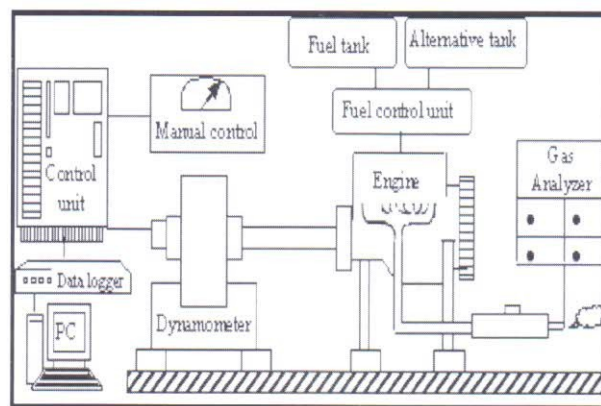 Fuel tank
Alternative tank
Fuel control unit
Manual control
Control
unit
Engine
Gas
Analyzer
Data logger
PC
Dynamometer